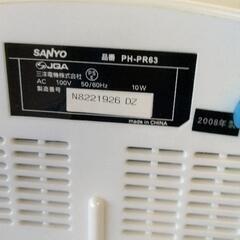 SANYO 品番 PH-PR63
JQA 三洋電機株式会社
AC 100V 50/60Hz 10W
製造番号
N8221926 DZ
made in CHINA
2008年